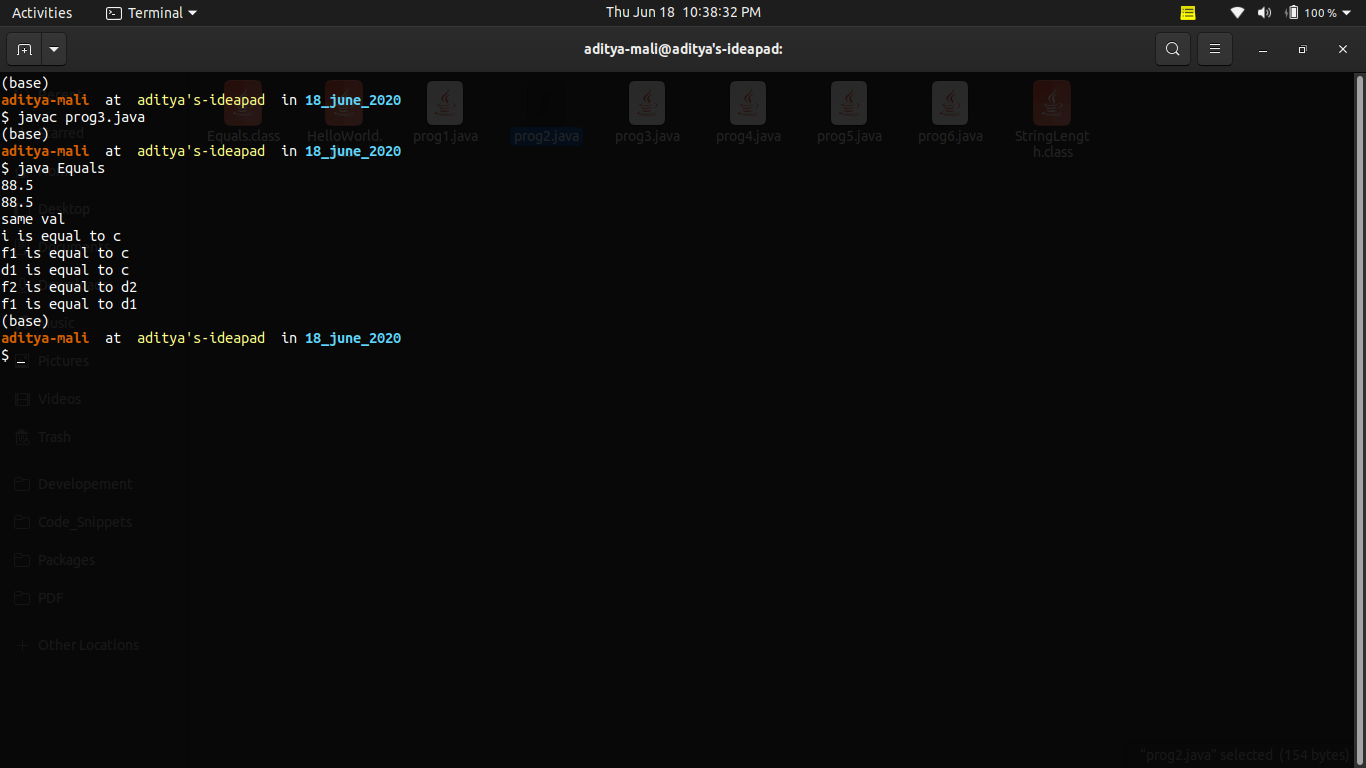 Activities Terminal Thu Jun 18 10:38:32 PM 100 %
aditya-mali@aditya's-ideapad:
(base)
aditya-mali at aditya's-ideapad in 18_june_2020
$ javac prog3.java
(base)
aditya-mali at aditya's-ideapad in 18_june_2020
$ java Equals
88.5
88.5
same val
i is equal to c
f1 is equal to c
d1 is equal to c
f2 is equal to d2
f1 is equal to d1
(base)
aditya-mali at aditya's-ideapad in 18_june_2020
$ _
Equals.class HelloWorld. prog1.java prog2.java prog3.java prog4.java prog5.java prog6.java StringLengt
h.class
Desktop
Pictures
Videos
Trash
Developement
Code_Snippets
Packages
PDF
Other Locations
"prog2.java" selected (154 bytes)